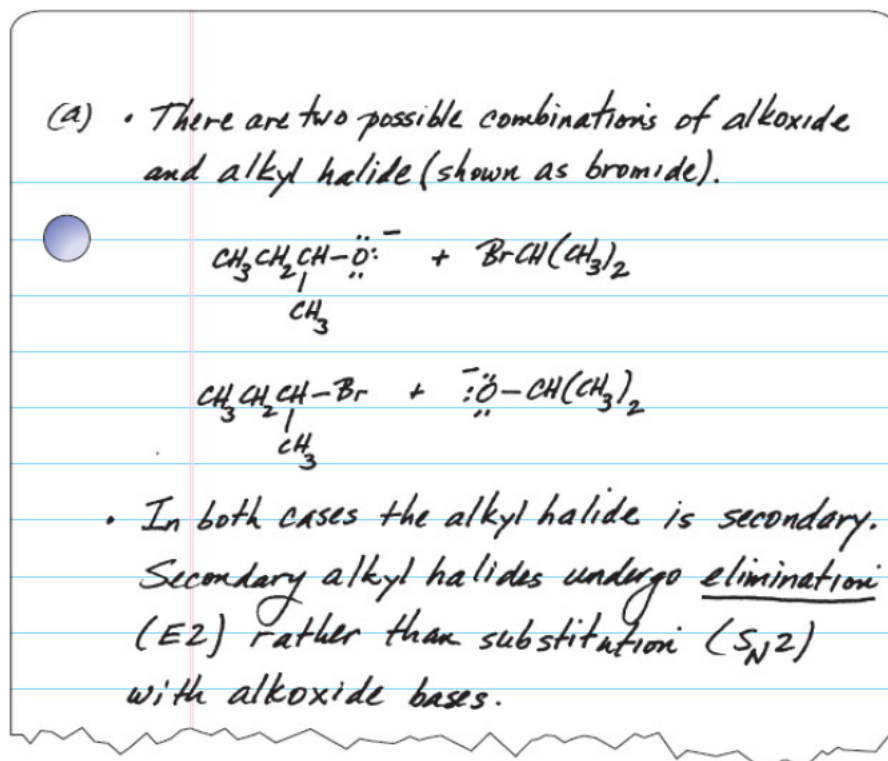 (a) • There are two possible combinations of alkoxide
and alkyl halide (shown as bromide).
CH₃CH₂CH–Ö:⁻ + BrCH(CH₃)₂
CH₃
CH₃CH₂CH–Br + ⁻:Ö–CH(CH₃)₂
CH₃
• In both cases the alkyl halide is secondary.
Secondary alkyl halides undergo elimination
(E2) rather than substitution (SN2)
with alkoxide bases.